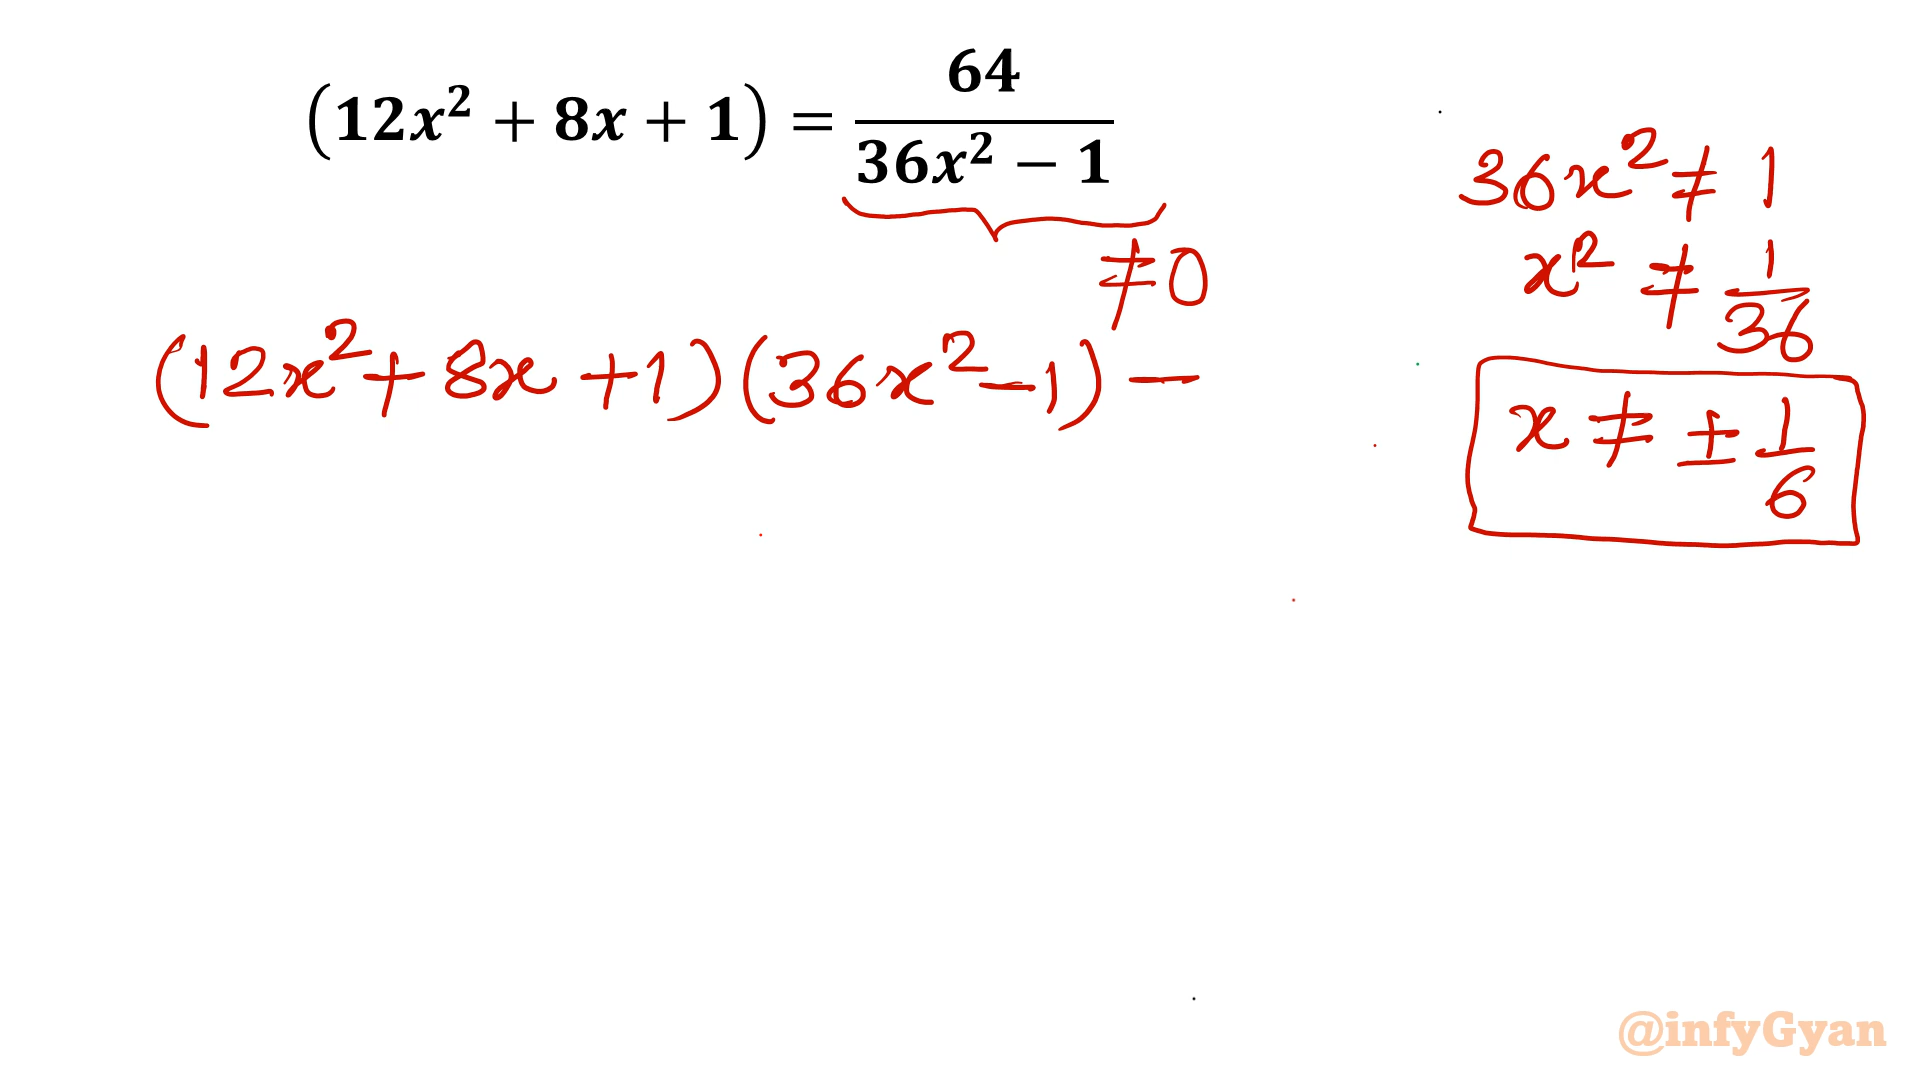 (12x² + 8x + 1) = 64 / (36x² − 1)
≠ 0
(12x² + 8x + 1)(36x² − 1) −
36x² ≠ 1
x² ≠ 1/36
x ≠ ± 1/6
@infyGyan